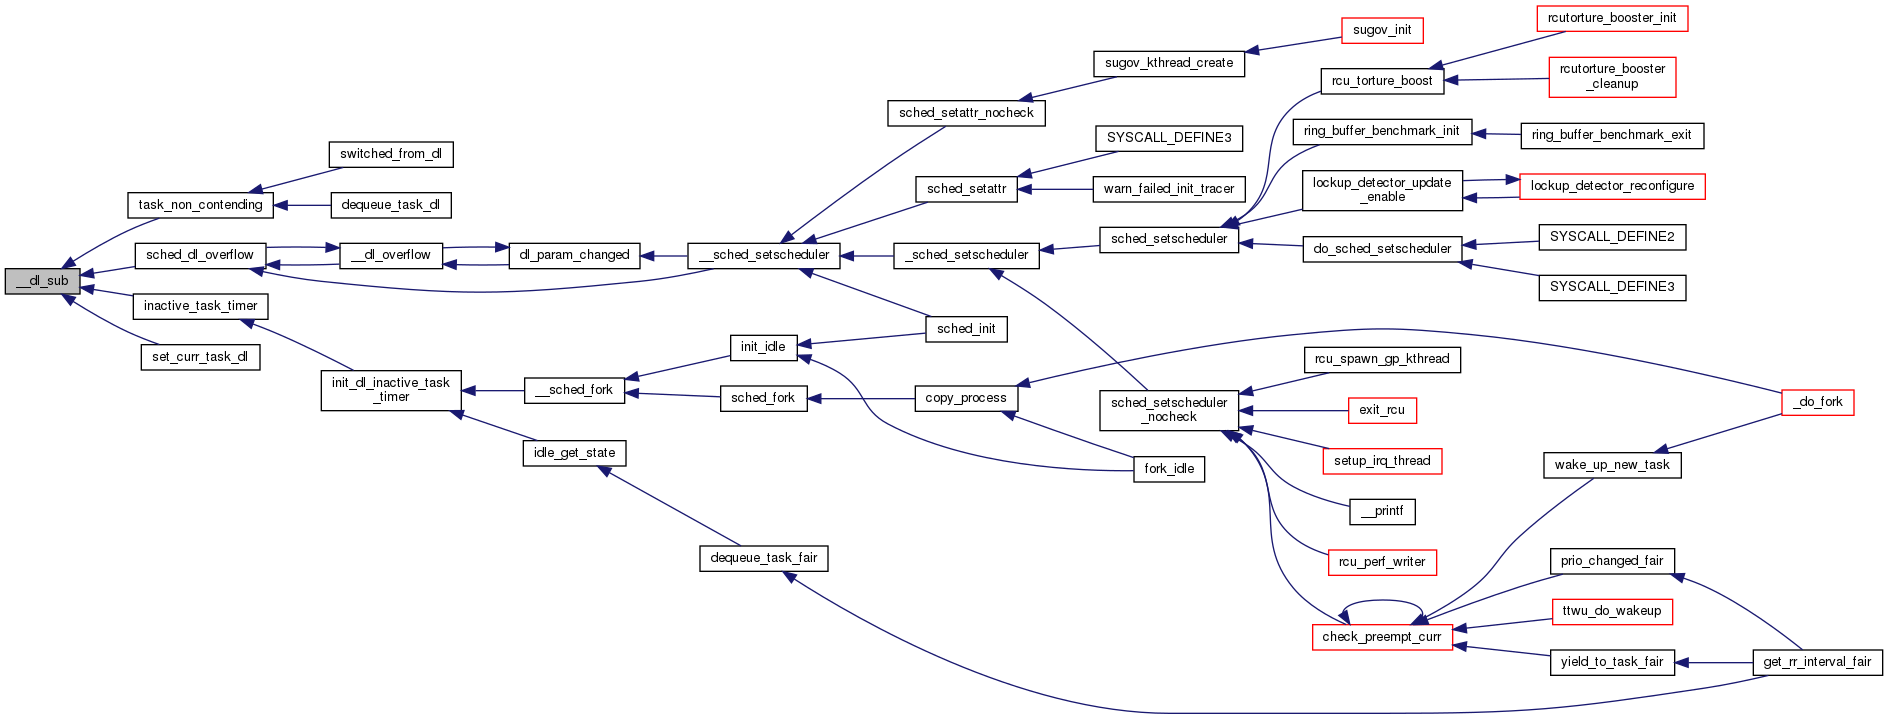 rcutorture_booster_init
sugov_init
sugov_kthread_create
rcu_torture_boost
rcutorture_booster
_cleanup
sched_setattr_nocheck
ring_buffer_benchmark_init
ring_buffer_benchmark_exit
SYSCALL_DEFINE3
switched_from_dl
lockup_detector_update
_enable
lockup_detector_reconfigure
sched_setattr
warn_failed_init_tracer
task_non_contending
dequeue_task_dl
sched_setscheduler
SYSCALL_DEFINE2
do_sched_setscheduler
sched_dl_overflow
__dl_overflow
dl_param_changed
__sched_setscheduler
_sched_setscheduler
__dl_sub
SYSCALL_DEFINE3
inactive_task_timer
sched_init
set_curr_task_dl
init_idle
rcu_spawn_gp_kthread
init_dl_inactive_task
_timer
__sched_fork
sched_fork
copy_process
sched_setscheduler
_nocheck
exit_rcu
_do_fork
idle_get_state
fork_idle
setup_irq_thread
wake_up_new_task
__printf
dequeue_task_fair
rcu_perf_writer
prio_changed_fair
ttwu_do_wakeup
check_preempt_curr
yield_to_task_fair
get_rr_interval_fair